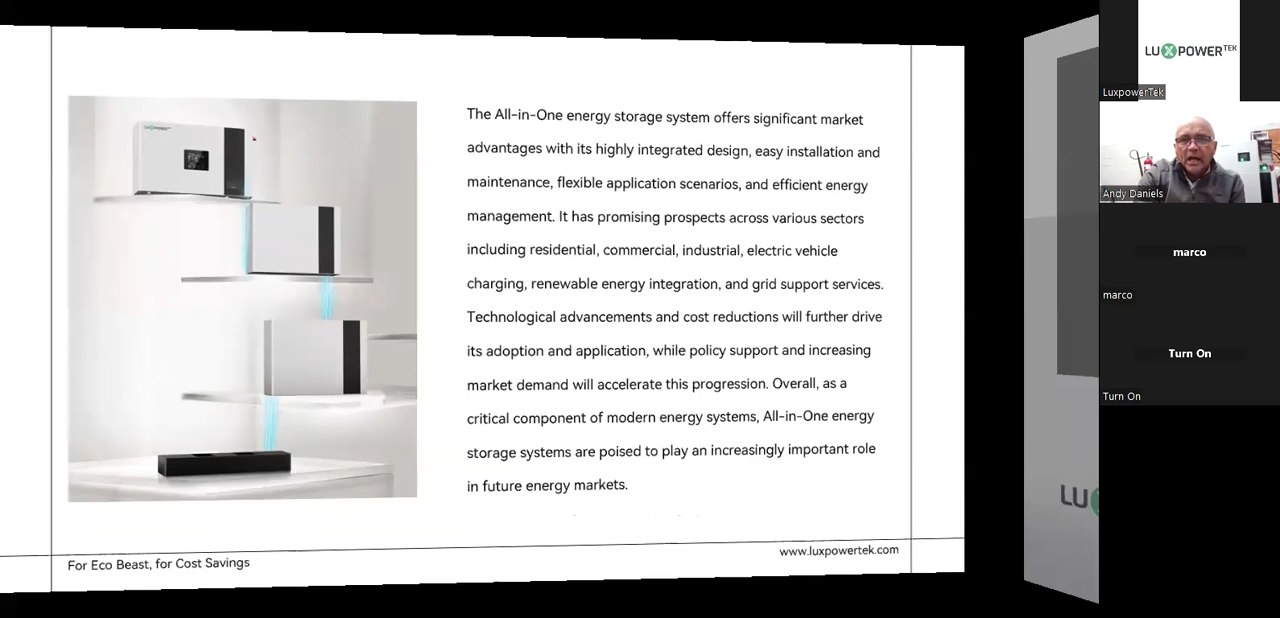 LUXPOWERTEK
The All-in-One energy storage system offers significant market
advantages with its highly integrated design, easy installation and
maintenance, flexible application scenarios, and efficient energy
management. It has promising prospects across various sectors
including residential, commercial, industrial, electric vehicle
charging, renewable energy integration, and grid support services.
Technological advancements and cost reductions will further drive
its adoption and application, while policy support and increasing
market demand will accelerate this progression. Overall, as a
critical component of modern energy systems, All-in-One energy
storage systems are poised to play an increasingly important role
in future energy markets.
For Eco Beast, for Cost Savings
www.luxpowertek.com
LU
LUXPOWERTEK
LuxpowerTek
Andy Daniels
marco
marco
Turn On
Turn On